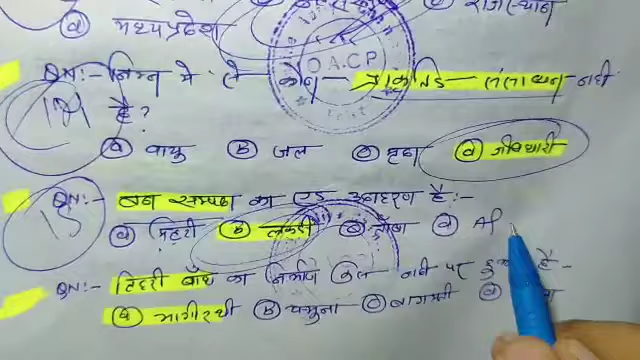 (d) मध्यप्रदेश (d) राजस्थान
O.A.C.P
QN:- निम्न मे से कौन प्राकृतिक संसाधन नही
14 है?
(a) वायु (b) जल (c) मृदा (d) जीवधारी
15 QN:- वन सम्पदा का एक उदाहरण है:-
(a) मिट्टी (b) लकडी (c) ताँबा (d)
QN:- टिहरी बाँध का निर्माण किस नदी पर हुआ है-
(a) भागीरथी (b) यमुना (c) बागमती (d)